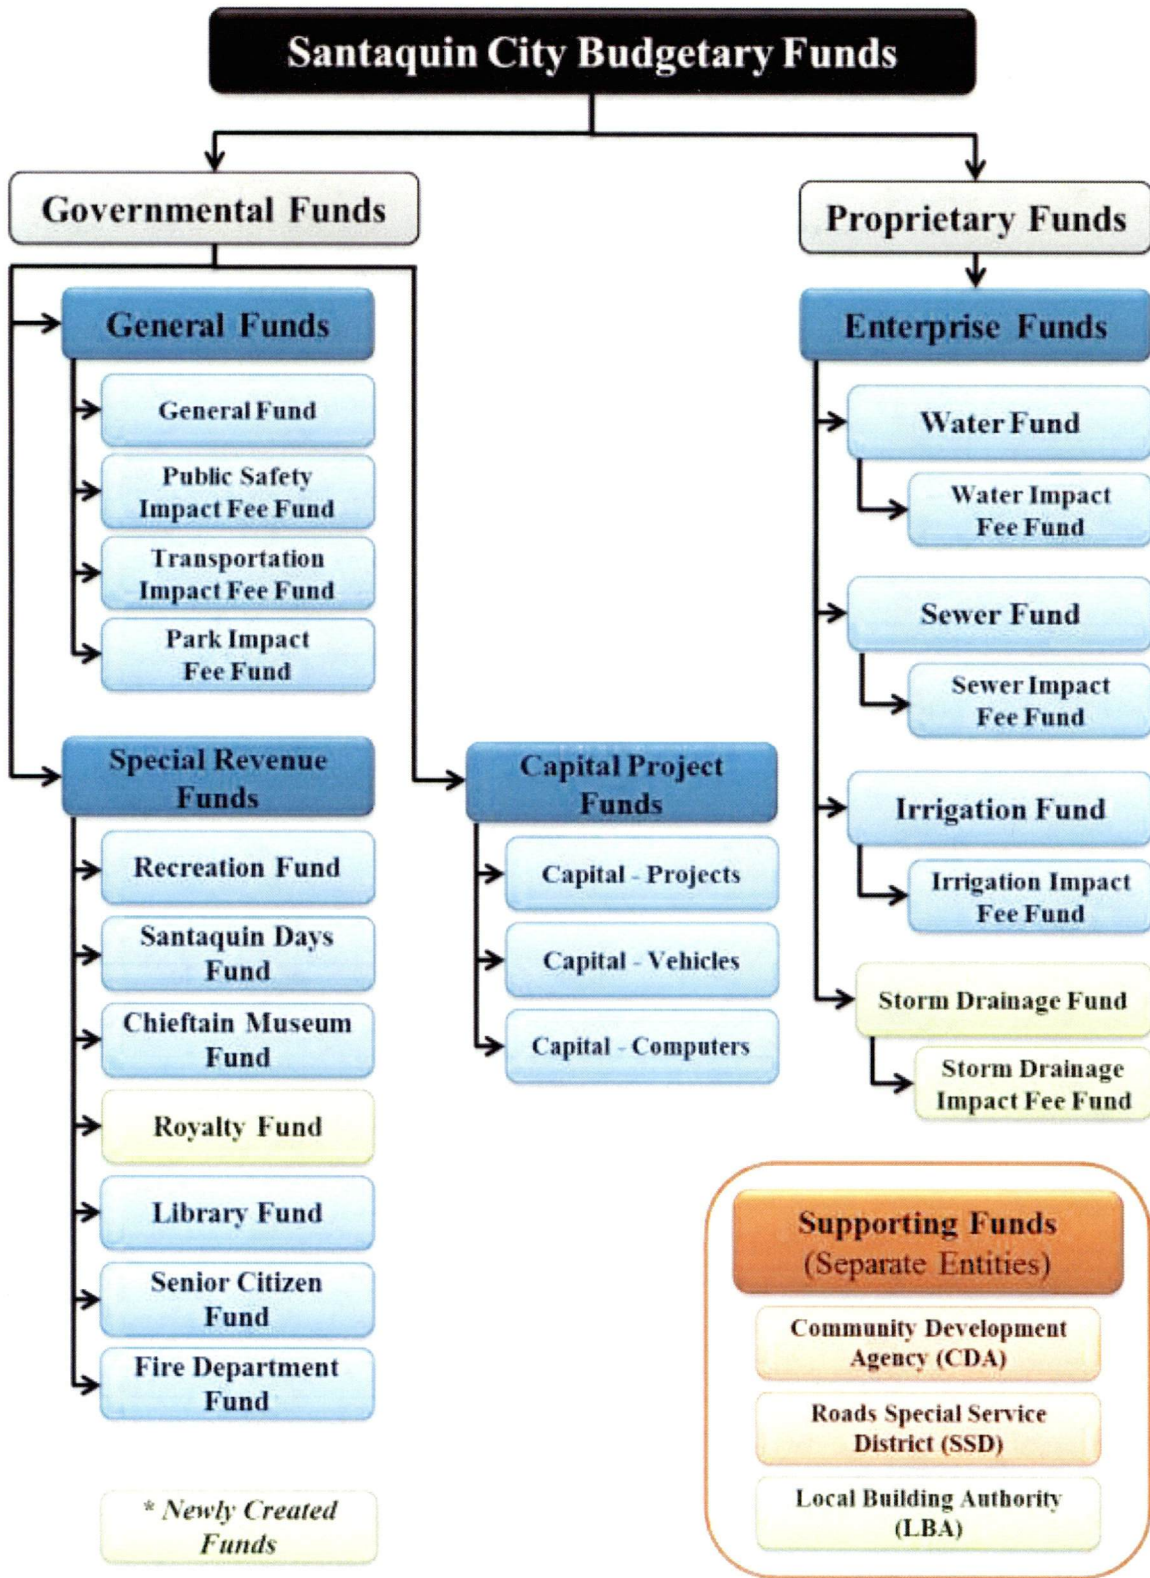 Santaquin City Budgetary Funds
Governmental Funds
Proprietary Funds
General Funds
General Fund
Public Safety
Impact Fee Fund
Transportation
Impact Fee Fund
Park Impact
Fee Fund
Special Revenue
Funds
Recreation Fund
Santaquin Days
Fund
Chieftain Museum
Fund
Royalty Fund
Library Fund
Senior Citizen
Fund
Fire Department
Fund
* Newly Created
Funds
Capital Project
Funds
Capital - Projects
Capital - Vehicles
Capital - Computers
Enterprise Funds
Water Fund
Water Impact
Fee Fund
Sewer Fund
Sewer Impact
Fee Fund
Irrigation Fund
Irrigation Impact
Fee Fund
Storm Drainage Fund
Storm Drainage
Impact Fee Fund
Supporting Funds
(Separate Entities)
Community Development
Agency (CDA)
Roads Special Service
District (SSD)
Local Building Authority
(LBA)